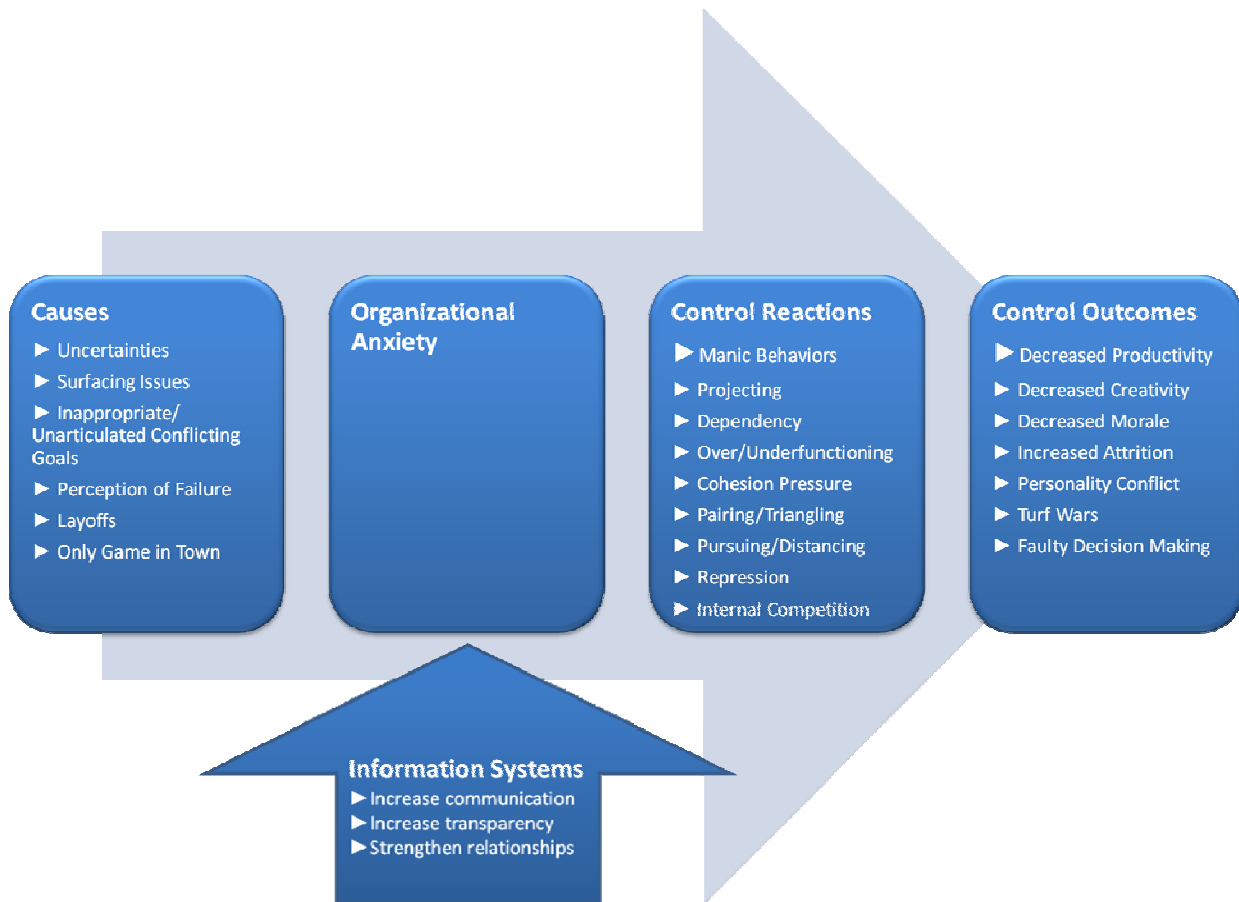 Causes
► Uncertainties
► Surfacing Issues
► Inappropriate/
Unarticulated Conflicting
Goals
► Perception of Failure
► Layoffs
► Only Game in Town
Organizational
Anxiety
Control Reactions
► Manic Behaviors
► Projecting
► Dependency
► Over/Underfunctioning
► Cohesion Pressure
► Pairing/Triangling
► Pursuing/Distancing
► Repression
► Internal Competition
Control Outcomes
► Decreased Productivity
► Decreased Creativity
► Decreased Morale
► Increased Attrition
► Personality Conflict
► Turf Wars
► Faulty Decision Making
Information Systems
► Increase communication
► Increase transparency
► Strengthen relationships